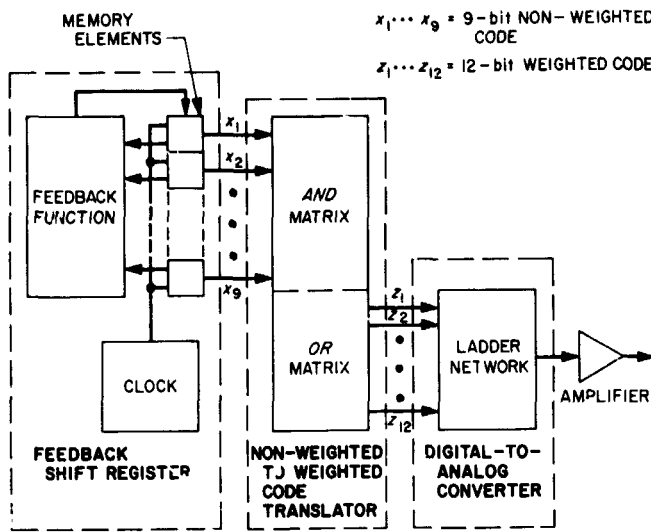 MEMORY
ELEMENTS
x1 ··· x9 = 9-bit NON-WEIGHTED
CODE
z1 ··· z12 = 12-bit WEIGHTED CODE
FEEDBACK
FUNCTION
x1
x2
x9
CLOCK
FEEDBACK
SHIFT REGISTER
AND
MATRIX
OR
MATRIX
NON-WEIGHTED
TJ WEIGHTED
CODE
TRANSLATOR
z1
z2
z12
LADDER
NETWORK
DIGITAL-TO-
ANALOG
CONVERTER
AMPLIFIER